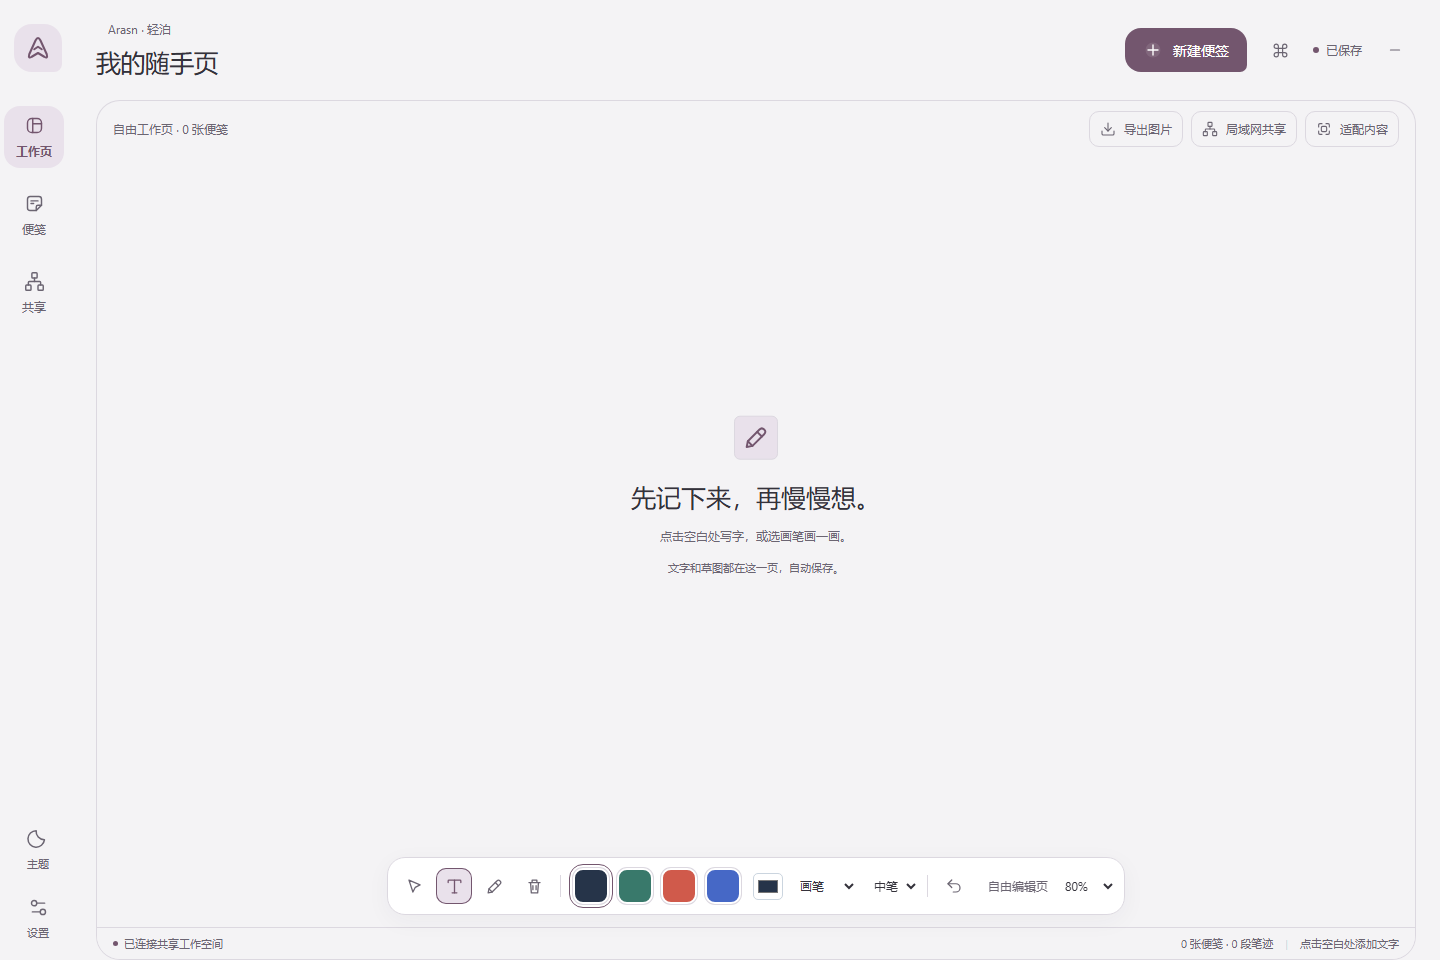 Arasn · 轻泊
我的随手页
新建便签
已保存
工作页
便笺
共享
自由工作页 · 0 张便笺
导出图片
局域网共享
适配内容
先记下来，再慢慢想。
点击空白处写字，或选画笔画一画。
文字和草图都在这一页，自动保存。
主题
设置
画笔
中笔
自由编辑页
80%
已连接共享工作空间
0 张便笺 · 0 段笔迹
点击空白处添加文字